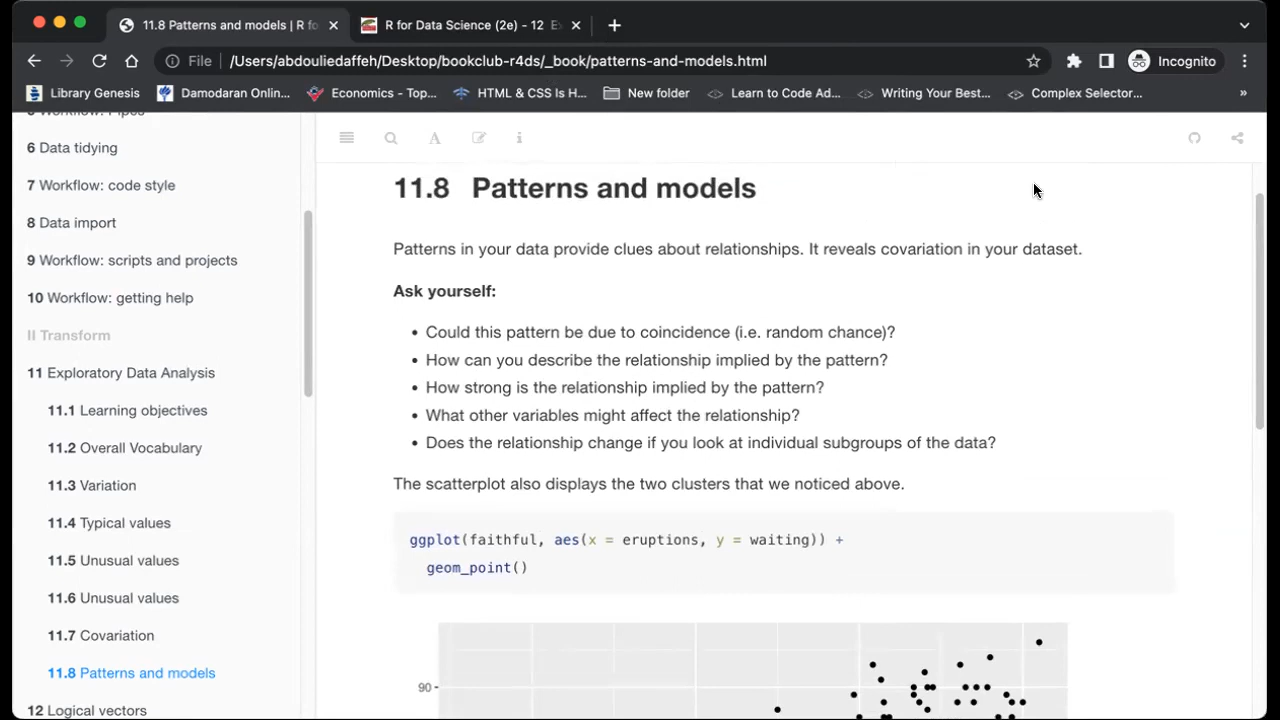 11.8 Patterns and models | R fo
R for Data Science (2e) - 12 Ex
File /Users/abdouliedaffeh/Desktop/bookclub-r4ds/_book/patterns-and-models.html Incognito
Library Genesis Damodaran Onlin... Economics - Top... HTML & CSS Is H... New folder Learn to Code Ad... Writing Your Best... Complex Selector... »
5 Workflow: Pipes
6 Data tidying
7 Workflow: code style
8 Data import
9 Workflow: scripts and projects
10 Workflow: getting help
II Transform
11 Exploratory Data Analysis
11.1 Learning objectives
11.2 Overall Vocabulary
11.3 Variation
11.4 Typical values
11.5 Unusual values
11.6 Unusual values
11.7 Covariation
11.8 Patterns and models
12 Logical vectors
11.8 Patterns and models
Patterns in your data provide clues about relationships. It reveals covariation in your dataset.
Ask yourself:
• Could this pattern be due to coincidence (i.e. random chance)?
• How can you describe the relationship implied by the pattern?
• How strong is the relationship implied by the pattern?
• What other variables might affect the relationship?
• Does the relationship change if you look at individual subgroups of the data?
The scatterplot also displays the two clusters that we noticed above.
ggplot(faithful, aes(x = eruptions, y = waiting)) +
geom_point()
90